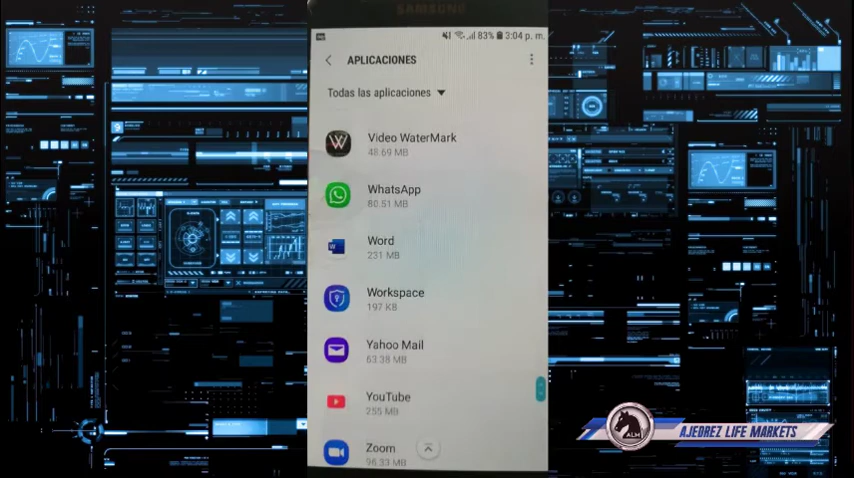 SAMSUNG
83% 3:04 p. m.
APLICACIONES
Todas las aplicaciones
Video WaterMark
48.69 MB
WhatsApp
80.51 MB
Word
231 MB
Workspace
197 KB
Yahoo Mail
63.38 MB
YouTube
255 MB
Zoom
96.33 MB
ALM
AJEDREZ LIFE MARKETS